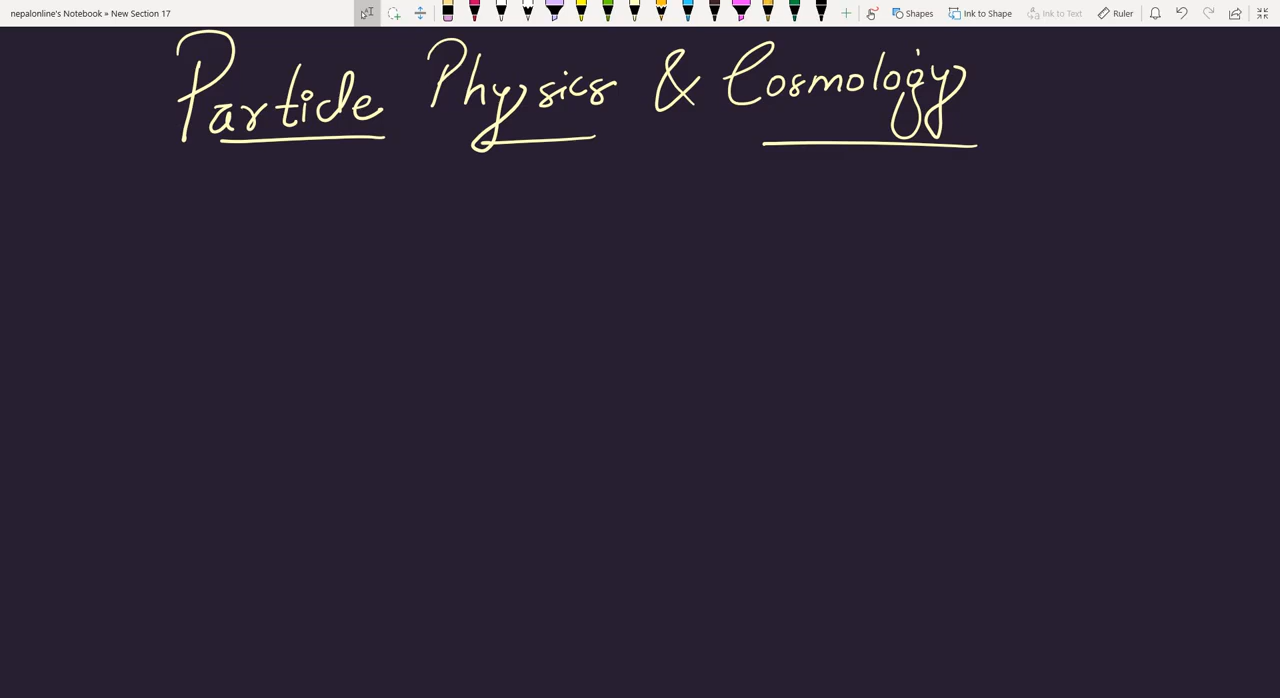 nepalonline's Notebook » New Section 17
Shapes
Ink to Shape
Ink to Text
Ruler
Particle Physics & Cosmology